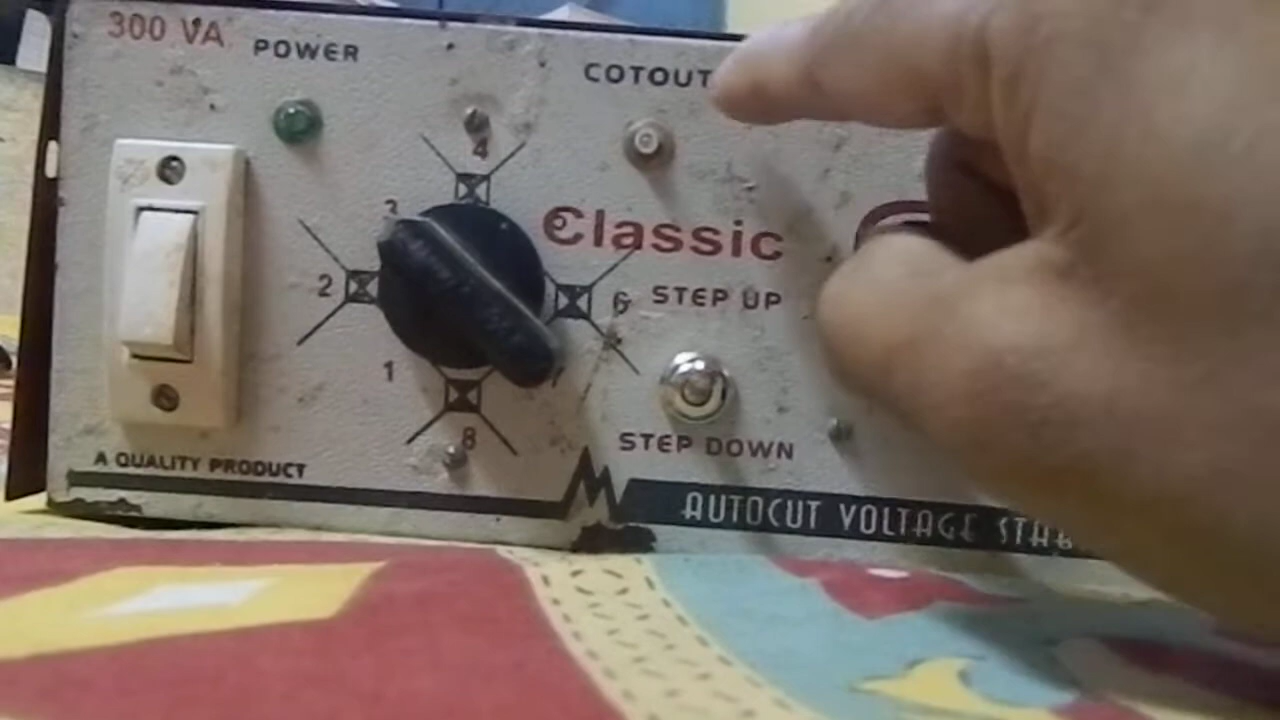 300 VA
POWER
COTOUT
4
3
Classic
2
6
STEP UP
1
8
STEP DOWN
A QUALITY PRODUCT
AUTOCUT VOLTAGE STAB